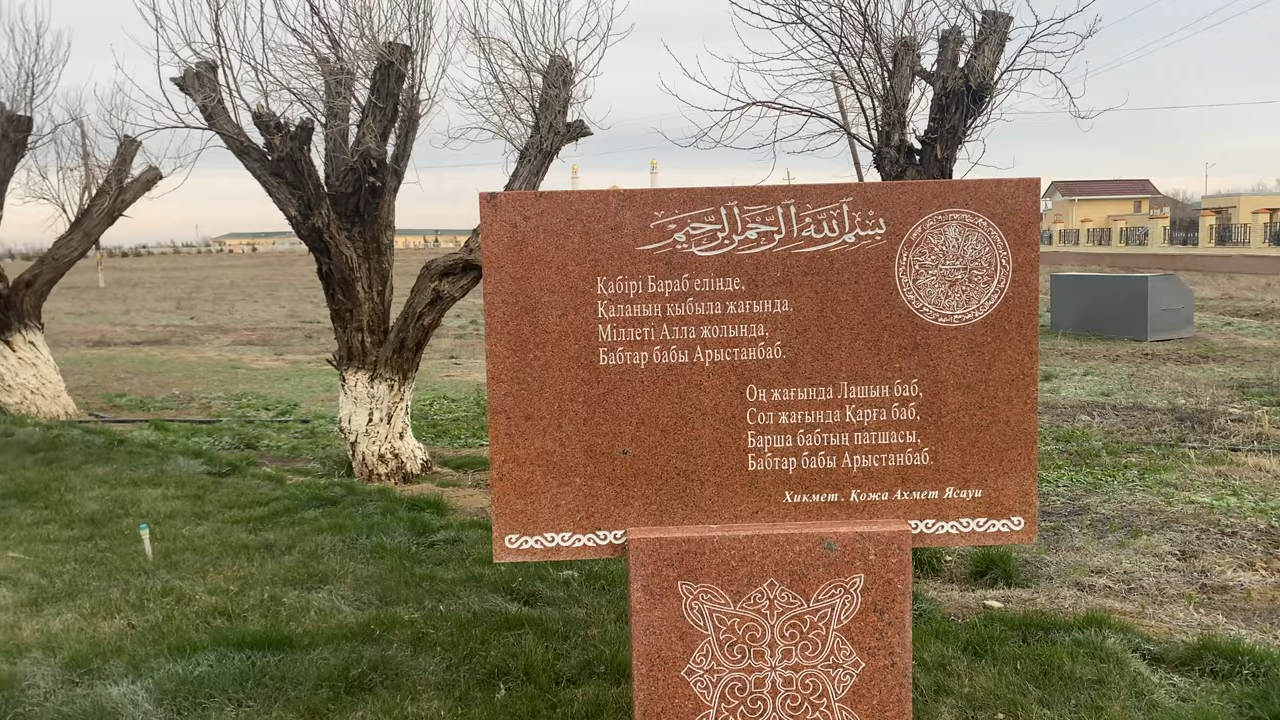 بسم الله الرحمن الرحيم
Қабірі Бараб елінде,
Қаланың қыбыла жағында.
Міллеті Алла жолында,
Бабтар бабы Арыстанбаб.
Оң жағында Лашын баб,
Сол жағында Қарға баб,
Барша бабтың патшасы,
Бабтар бабы Арыстанбаб.
Хикмет . Қожа Ахмет Ясауи